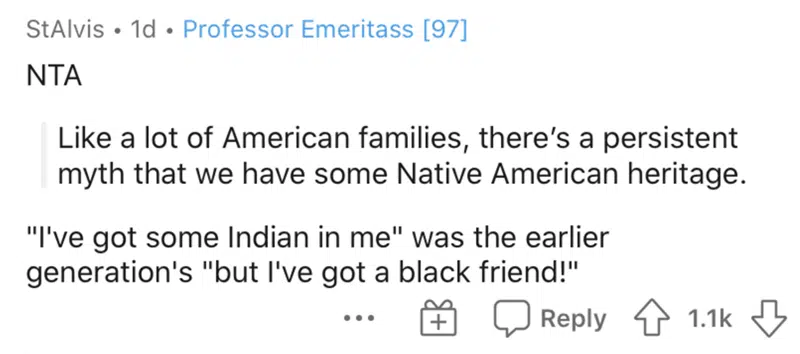 StAlvis • 1d • Professor Emeritass [97]
NTA
Like a lot of American families, there’s a persistent
myth that we have some Native American heritage.
"I've got some Indian in me" was the earlier
generation's "but I've got a black friend!"
... Reply 1.1k